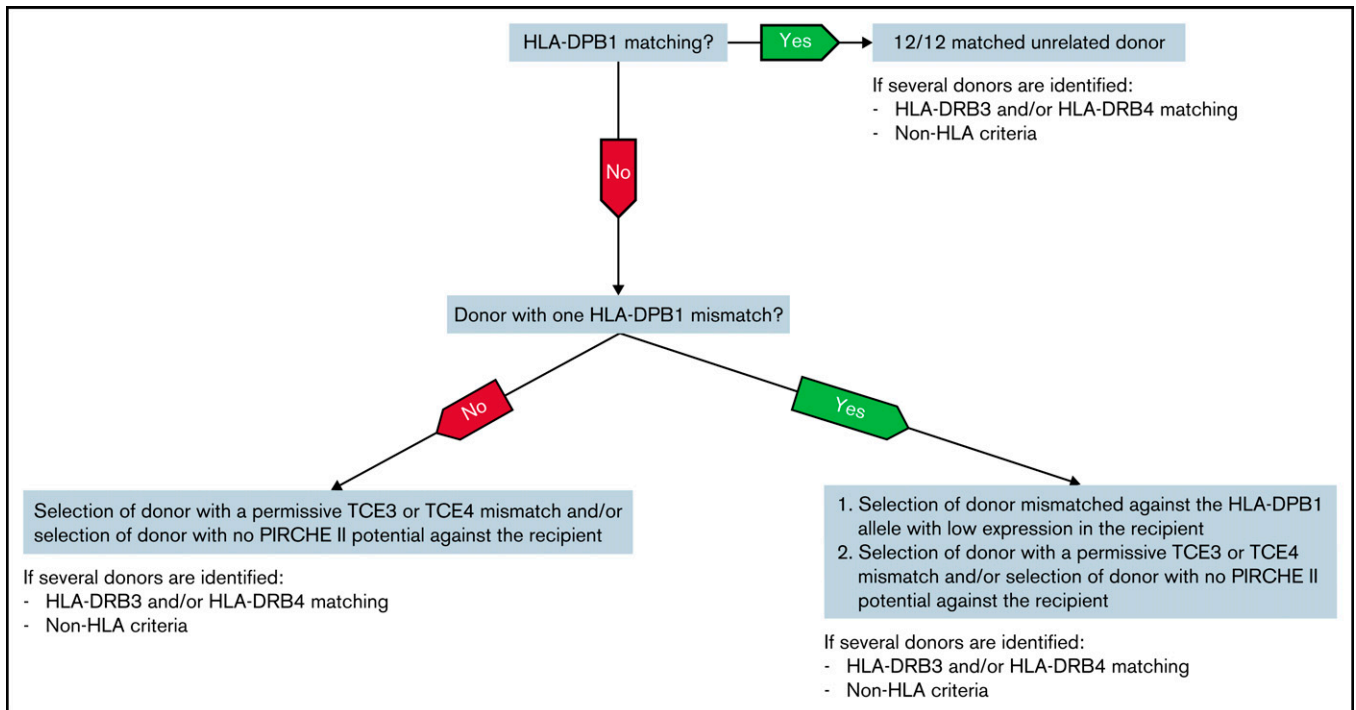 HLA-DPB1 matching?
Yes
12/12 matched unrelated donor
If several donors are identified:
- HLA-DRB3 and/or HLA-DRB4 matching
- Non-HLA criteria
No
Donor with one HLA-DPB1 mismatch?
No
Yes
Selection of donor with a permissive TCE3 or TCE4 mismatch and/or
selection of donor with no PIRCHE II potential against the recipient
If several donors are identified:
- HLA-DRB3 and/or HLA-DRB4 matching
- Non-HLA criteria
1. Selection of donor mismatched against the HLA-DPB1
allele with low expression in the recipient
2. Selection of donor with a permissive TCE3 or TCE4
mismatch and/or selection of donor with no PIRCHE II
potential against the recipient
If several donors are identified:
- HLA-DRB3 and/or HLA-DRB4 matching
- Non-HLA criteria